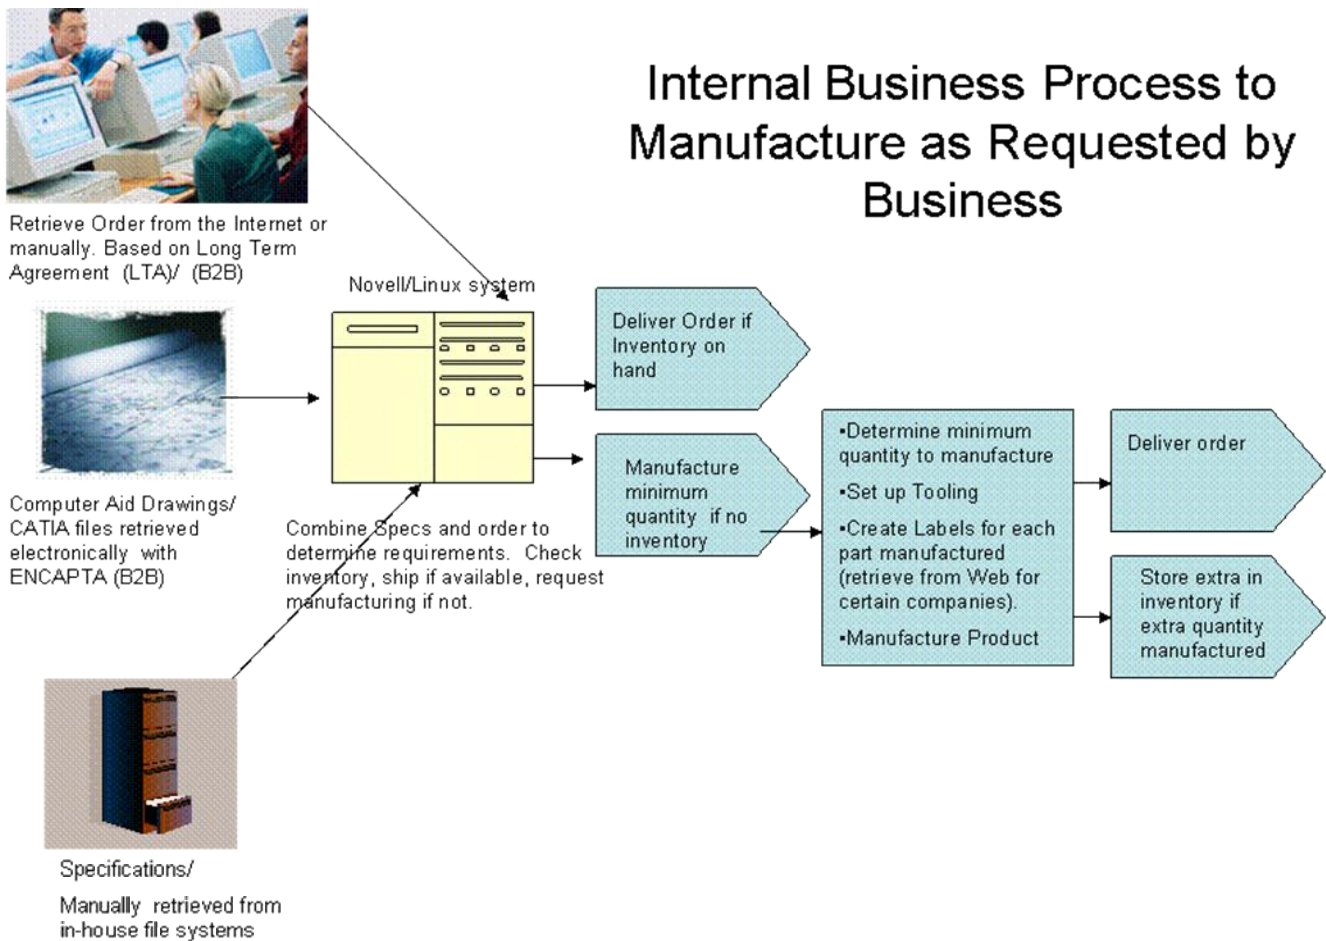 Internal Business Process to
Manufacture as Requested by
Business
Retrieve Order from the Internet or
manually. Based on Long Term
Agreement (LTA)/ (B2B)
Novell/Linux system
Computer Aid Drawings/
CATIA files retrieved
electronically with
ENCAPTA (B2B)
Combine Specs and order to
determine requirements. Check
inventory, ship if available, request
manufacturing if not.
Specifications/
Manually retrieved from
in-house file systems
Deliver Order if
Inventory on
hand
Manufacture
minimum
quantity if no
inventory
•Determine minimum
quantity to manufacture
•Set up Tooling
•Create Labels for each
part manufactured
(retrieve from Web for
certain companies).
•Manufacture Product
Deliver order
Store extra in
inventory if
extra quantity
manufactured